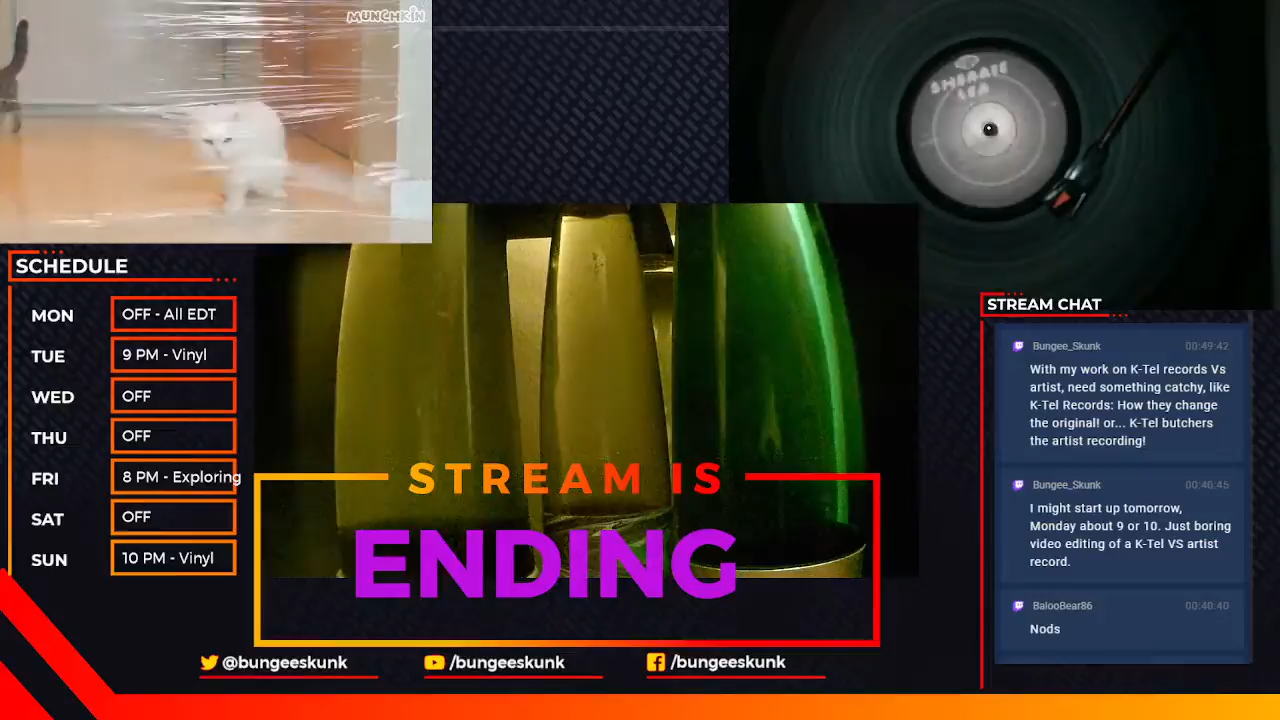 MUNCHKIN
SCHEDULE
MON OFF - All EDT
TUE 9 PM - Vinyl
WED OFF
THU OFF
FRI 8 PM - Exploring
SAT OFF
SUN 10 PM - Vinyl
STREAM IS
ENDING
@bungeeskunk
/bungeeskunk
/bungeeskunk
STREAM CHAT
Bungee_Skunk 00:49:42
With my work on K-Tel records Vs
artist, need something catchy, like
K-Tel Records: How they change
the original! or... K-Tel butchers
the artist recording!
Bungee_Skunk 00:46:45
I might start up tomorrow,
Monday about 9 or 10. Just boring
video editing of a K-Tel VS artist
record.
BalooBear86 00:40:40
Nods